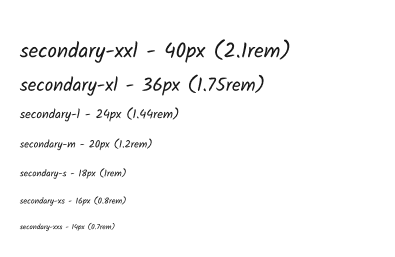 secondary-xxl - 40px (2.1rem)
secondary-xl - 36px (1.75rem)
secondary-l - 24px (1.44rem)
secondary-m - 20px (1.2rem)
secondary-s - 18px (1rem)
secondary-xs - 16px (0.8rem)
secondary-xxs - 14px (0.7rem)